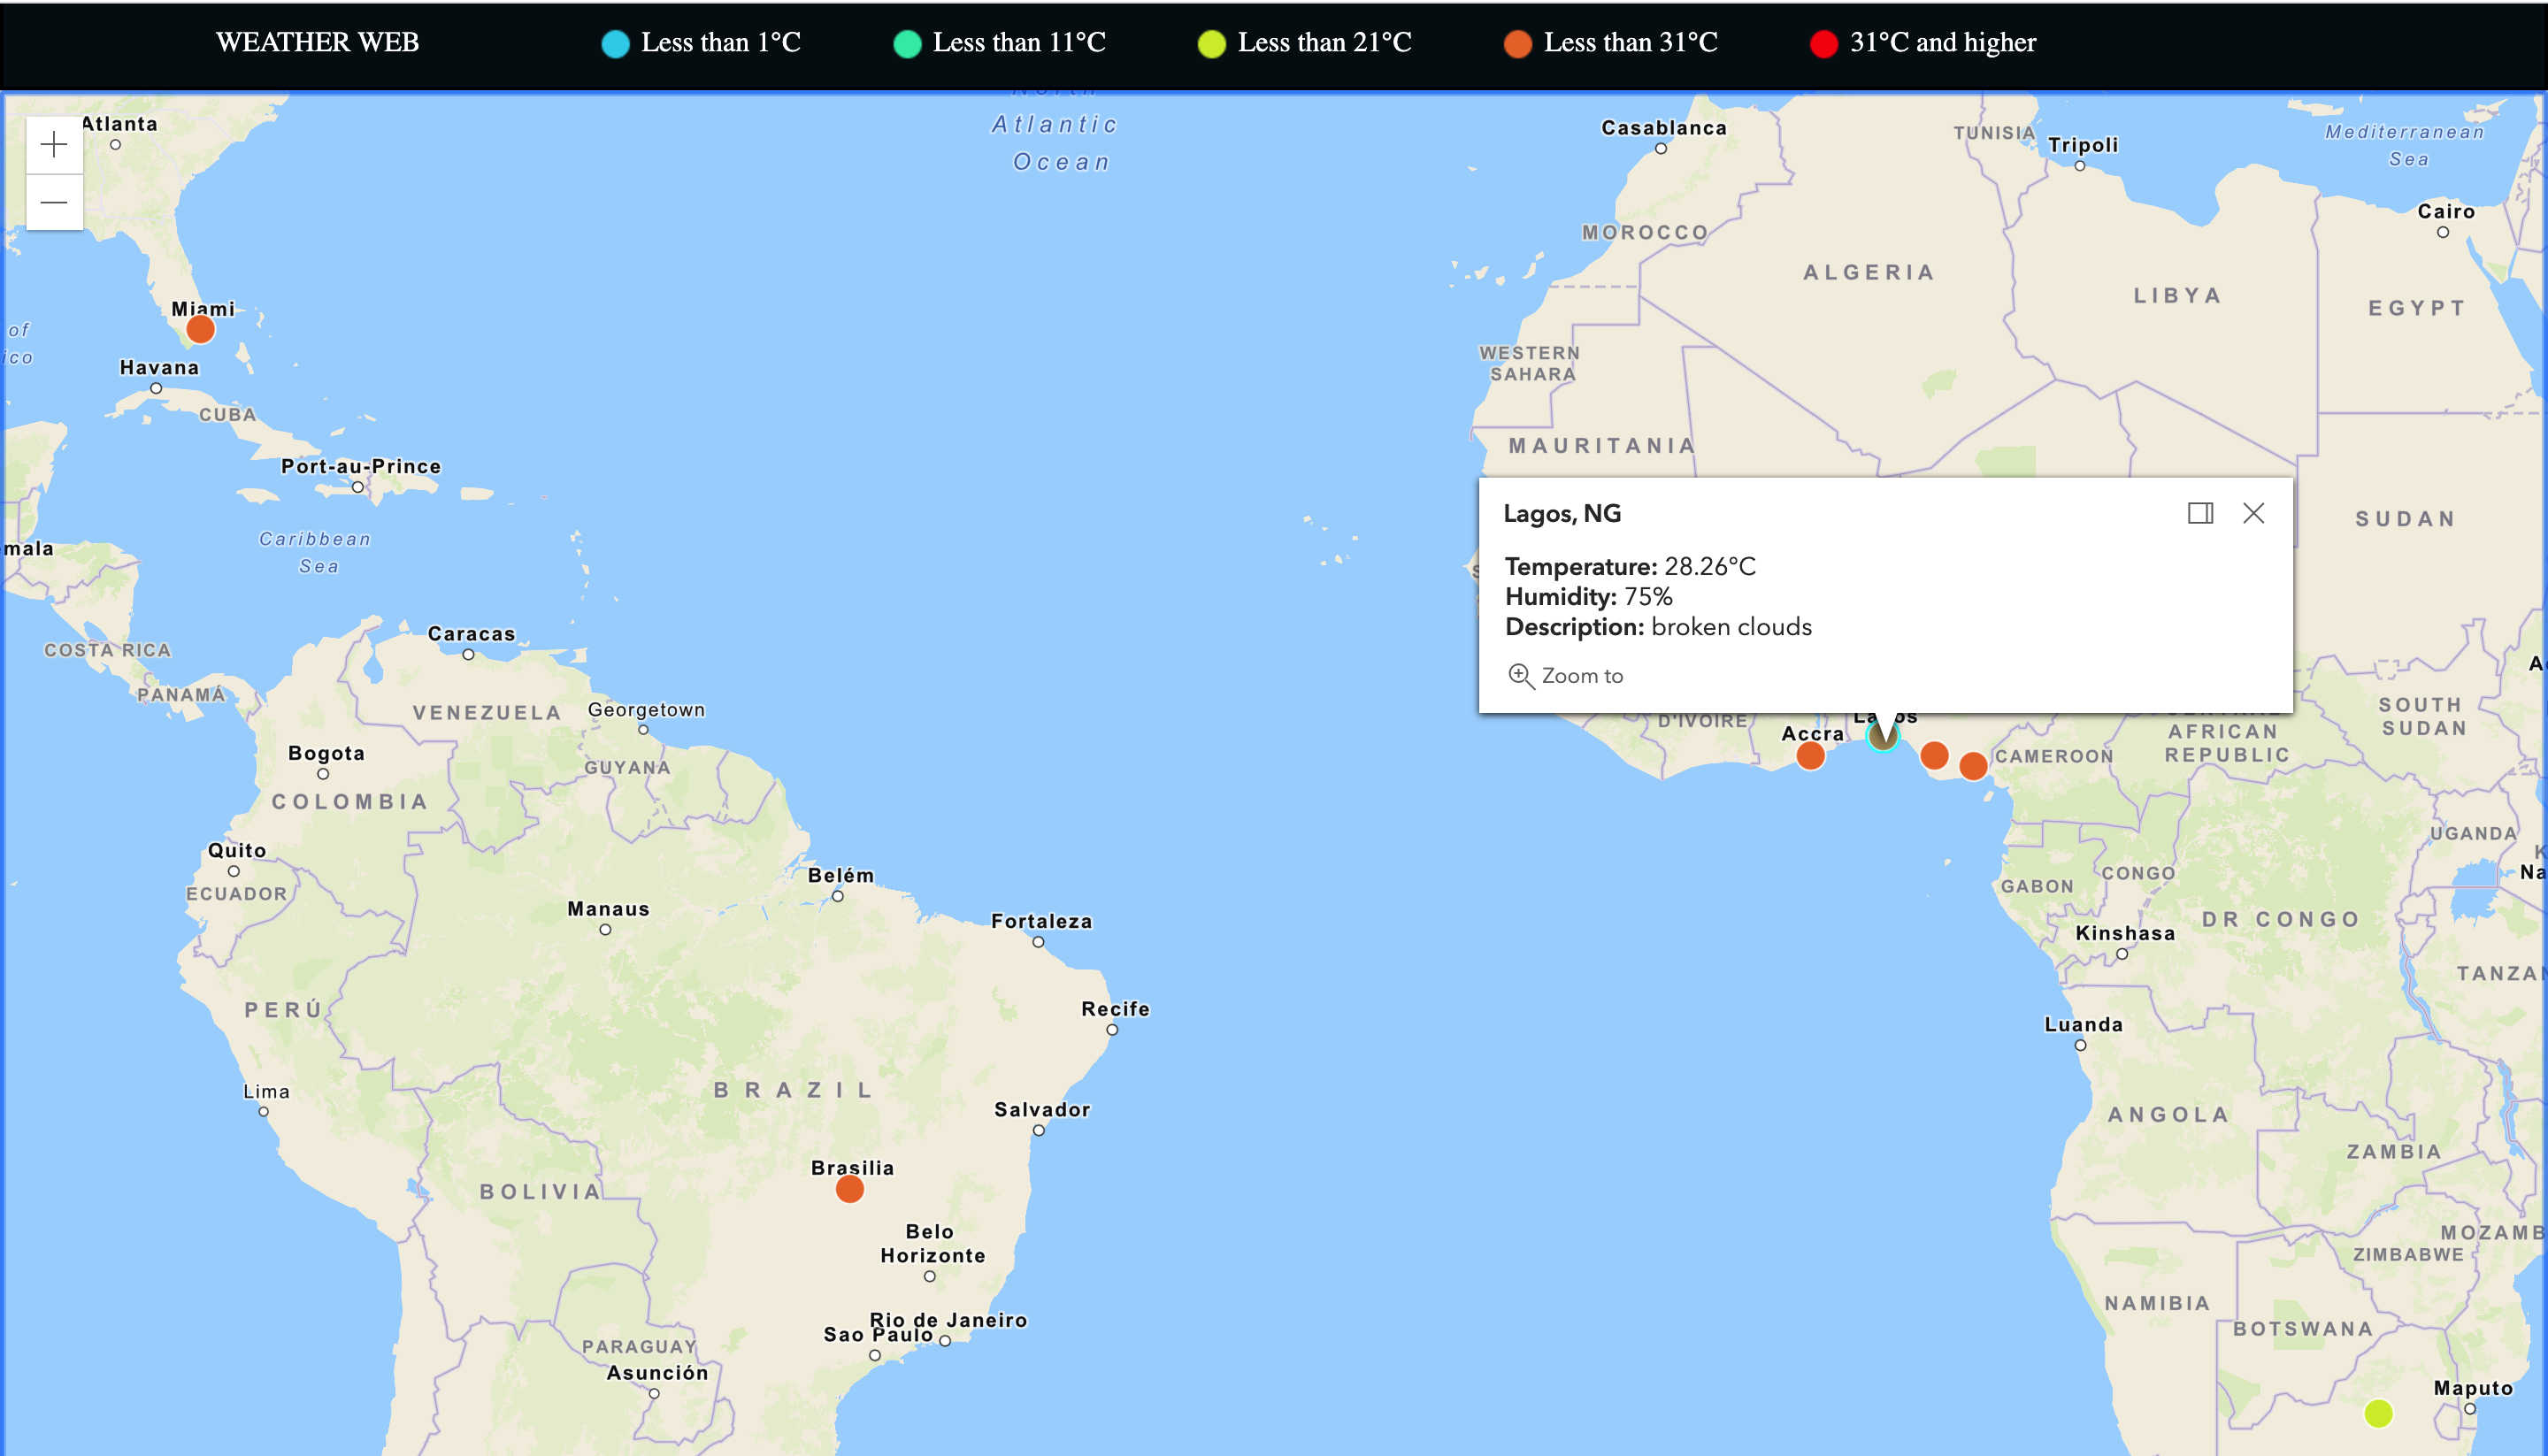 WEATHER WEB
Less than 1°C
Less than 11°C
Less than 21°C
Less than 31°C
31°C and higher
Atlantic
Ocean
Atlanta
Casablanca
TUNISIA
Tripoli
Mediterranean
Sea
Cairo
MOROCCO
ALGERIA
LIBYA
EGYPT
Miami
of
ico
Havana
CUBA
WESTERN
SAHARA
MAURITANIA
Port-au-Prince
Caribbean
Sea
mala
SUDAN
Lagos, NG
Temperature: 28.26°C
Humidity: 75%
Description: broken clouds
Zoom to
COSTA RICA
PANAMÁ
Caracas
VENEZUELA
Georgetown
GUYANA
Bogota
COLOMBIA
D'IVOIRE
Accra
Lagos
CAMEROON
AFRICAN
REPUBLIC
SOUTH
SUDAN
Quito
ECUADOR
Manaus
Belém
Fortaleza
UGANDA
GABON
CONGO
DR CONGO
Na
Kinshasa
TANZA
PERÚ
Recife
Luanda
Lima
BRAZIL
Salvador
ANGOLA
ZAMBIA
Brasilia
BOLIVIA
Belo
Horizonte
MOZAMB
ZIMBABWE
Rio de Janeiro
Sao Paulo
NAMIBIA
BOTSWANA
PARAGUAY
Asunción
Maputo